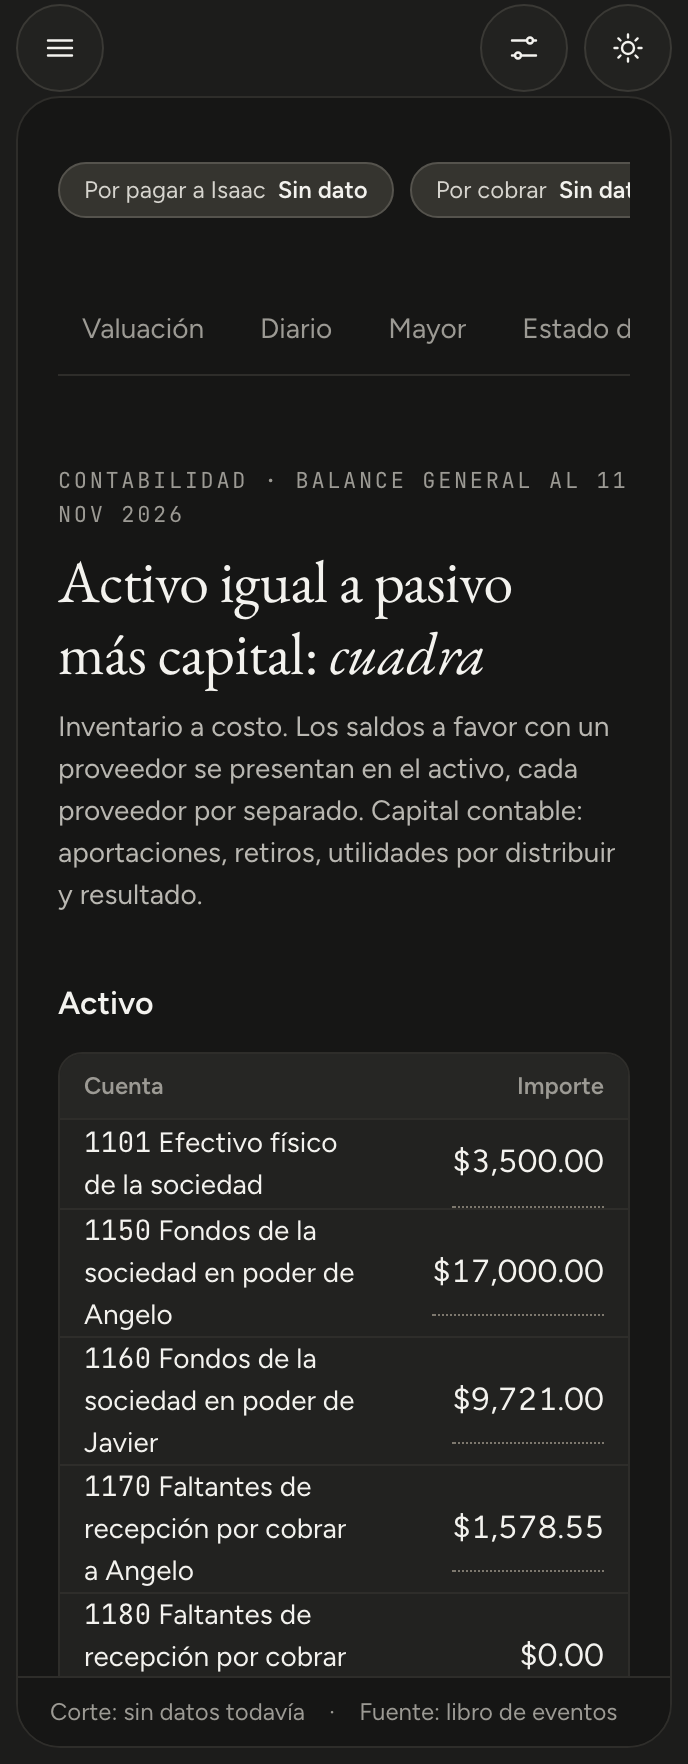 Por pagar a Isaac Sin dato
Por cobrar Sin dat
Valuación Diario Mayor Estado d
CONTABILIDAD · BALANCE GENERAL AL 11
NOV 2026
Activo igual a pasivo
más capital: cuadra
Inventario a costo. Los saldos a favor con un
proveedor se presentan en el activo, cada
proveedor por separado. Capital contable:
aportaciones, retiros, utilidades por distribuir
y resultado.
Activo
Cuenta Importe
1101 Efectivo físico
de la sociedad
$3,500.00
1150 Fondos de la
sociedad en poder de
Angelo
$17,000.00
1160 Fondos de la
sociedad en poder de
Javier
$9,721.00
1170 Faltantes de
recepción por cobrar
a Angelo
$1,578.55
1180 Faltantes de
recepción por cobrar
$0.00
Corte: sin datos todavía · Fuente: libro de eventos